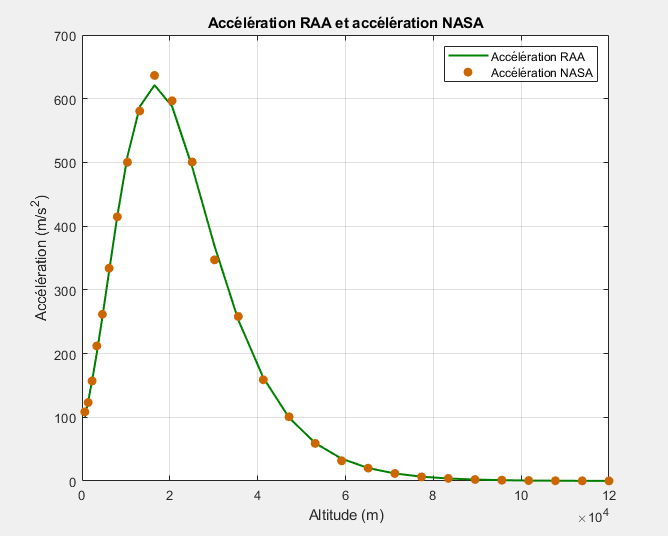 Accélération RAA et accélération NASA
Accélération RAA
Accélération NASA
700
600
500
400
300
200
100
0
Accélération (m/s²)
0 2 4 6 8 10 12
Altitude (m)
×10⁴